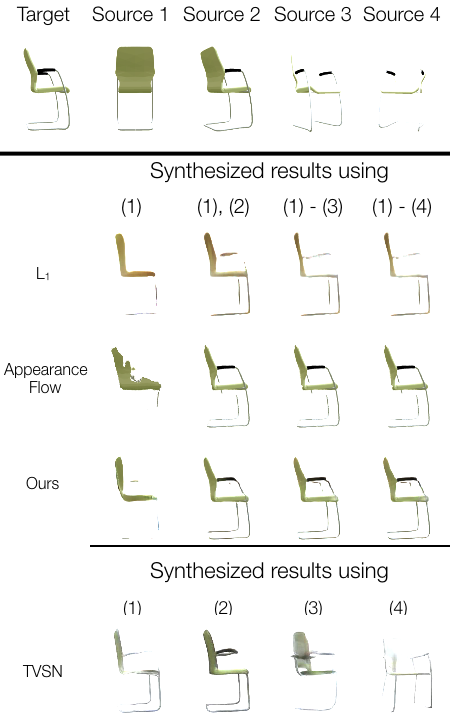 Target Source 1 Source 2 Source 3 Source 4
Synthesized results using
(1) (1), (2) (1) - (3) (1) - (4)
L₁
Appearance
Flow
Ours
Synthesized results using
(1) (2) (3) (4)
TVSN